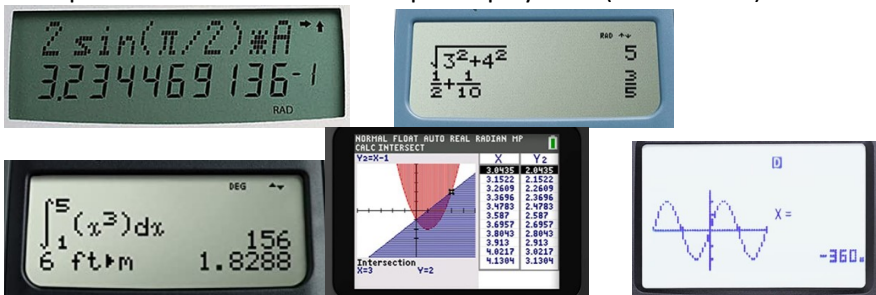 2 sin(π/2)*A
3.234469136-1
RAD
RAD
√3²+4²
5
1/2+1/10
3/5
DEG
∫₁⁵(x³)dx
156
6 ft▸m
1.8288
NORMAL FLOAT AUTO REAL RADIAN MP
CALC INTERSECT
Y2=X-1
X Y2
3.0435 2.0435
3.1522 2.1522
3.2609 2.2609
3.3696 2.3696
3.4783 2.4783
3.587 2.587
3.6957 2.6957
3.8043 2.8043
3.913 2.913
4.0217 3.0217
4.1304 3.1304
Intersection
X=3 Y=2
D
X =
-360.